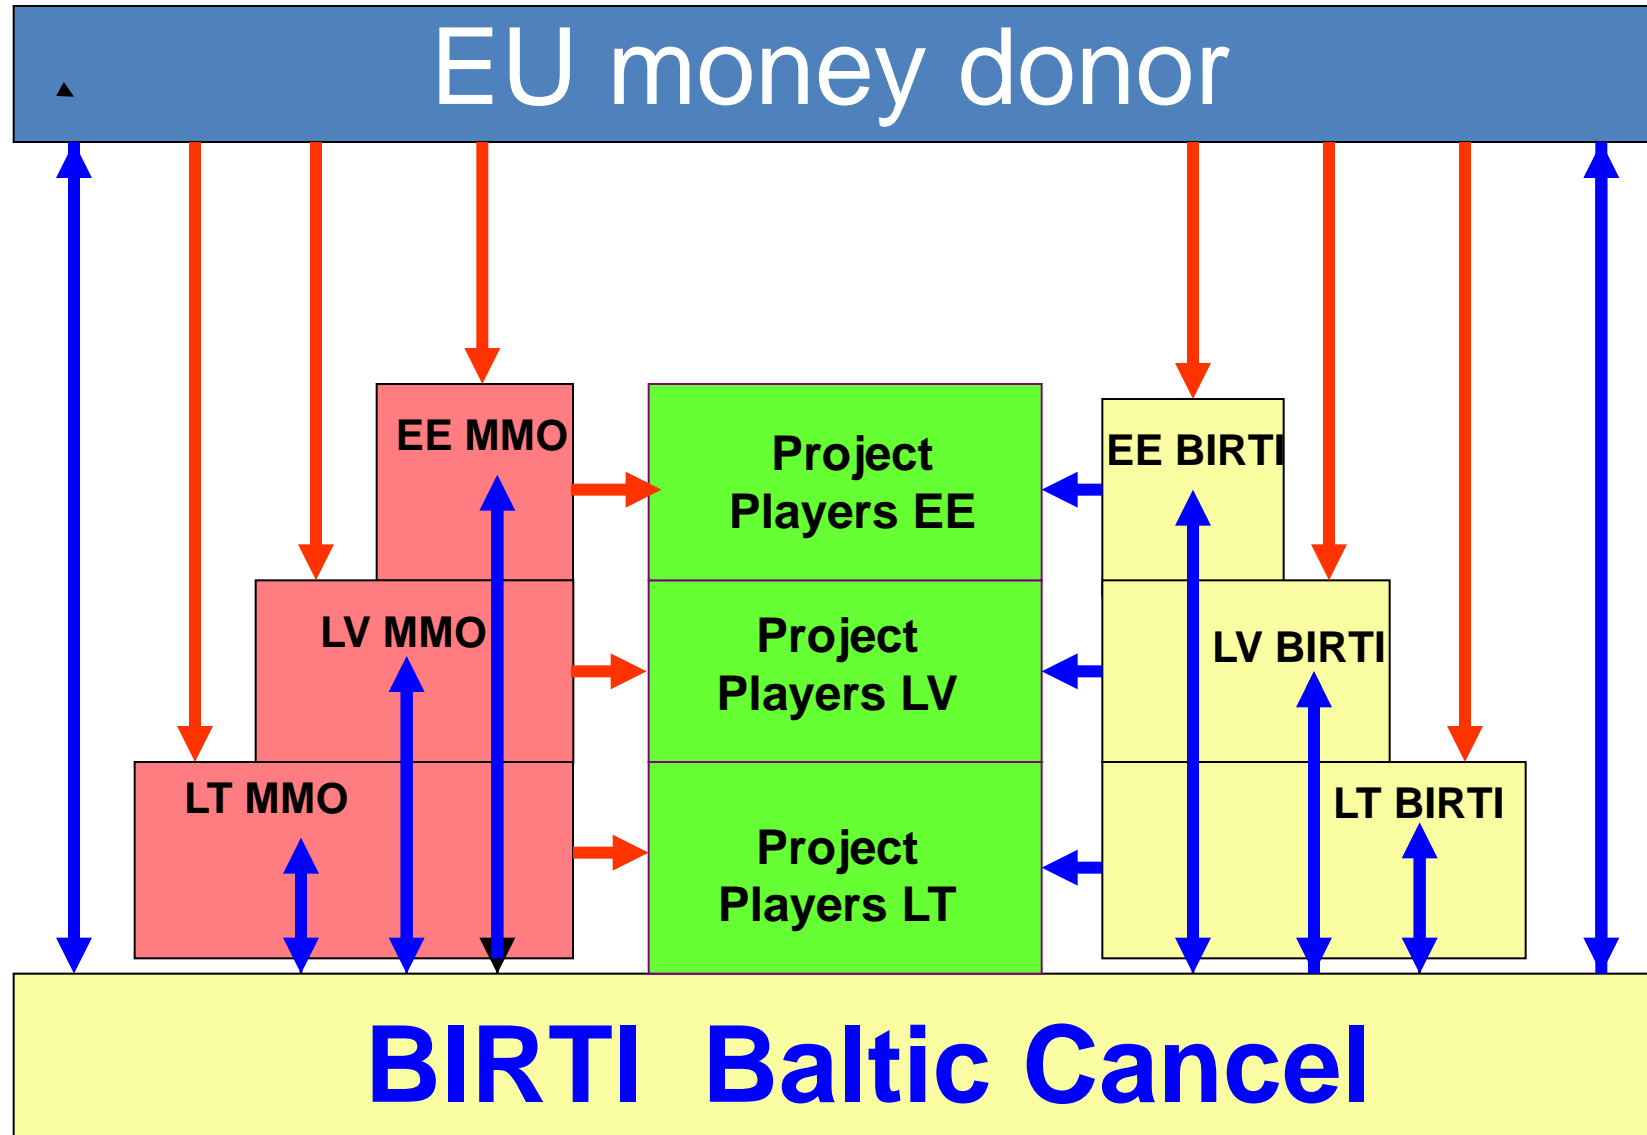 EU money donor
EE MMO
Project
Players EE
EE BIRTI
LV MMO
Project
Players LV
LV BIRTI
LT MMO
Project
Players LT
LT BIRTI
BIRTI Baltic Cancel